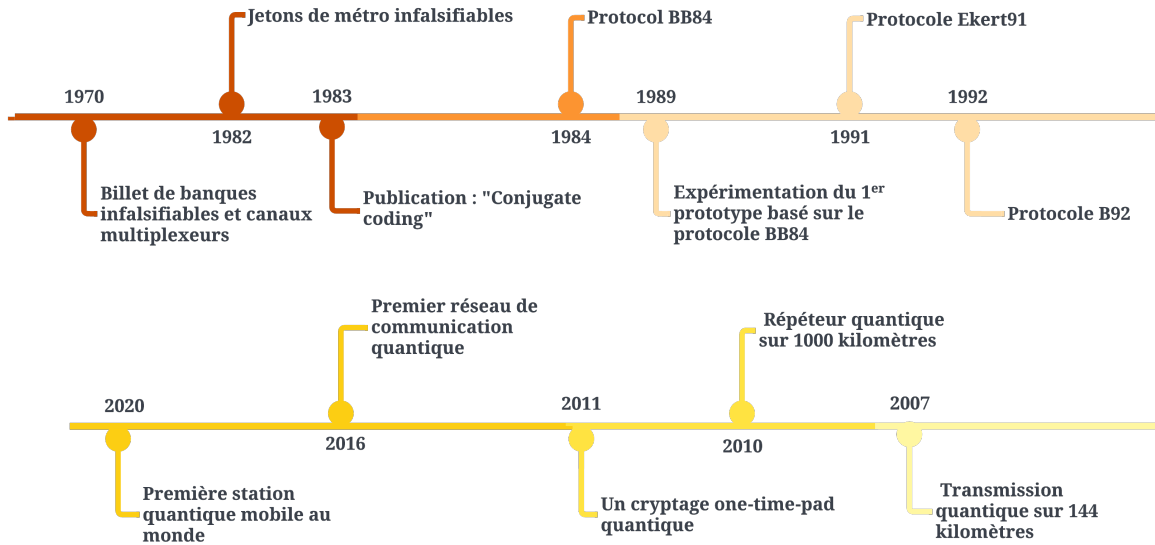 Jetons de métro infalsifiables
Protocol BB84
Protocole Ekert91
1970
1983
1989
1992
1982
1984
1991
Billet de banques
infalsifiables et canaux
multiplexeurs
Publication : "Conjugate
coding"
Expérimentation du 1er
prototype basé sur le
protocole BB84
Protocole B92
Premier réseau de
communication
quantique
Répéteur quantique
sur 1000 kilomètres
2020
2011
2007
2016
2010
Première station
quantique mobile au
monde
Un cryptage one-time-pad
quantique
Transmission
quantique sur 144
kilomètres